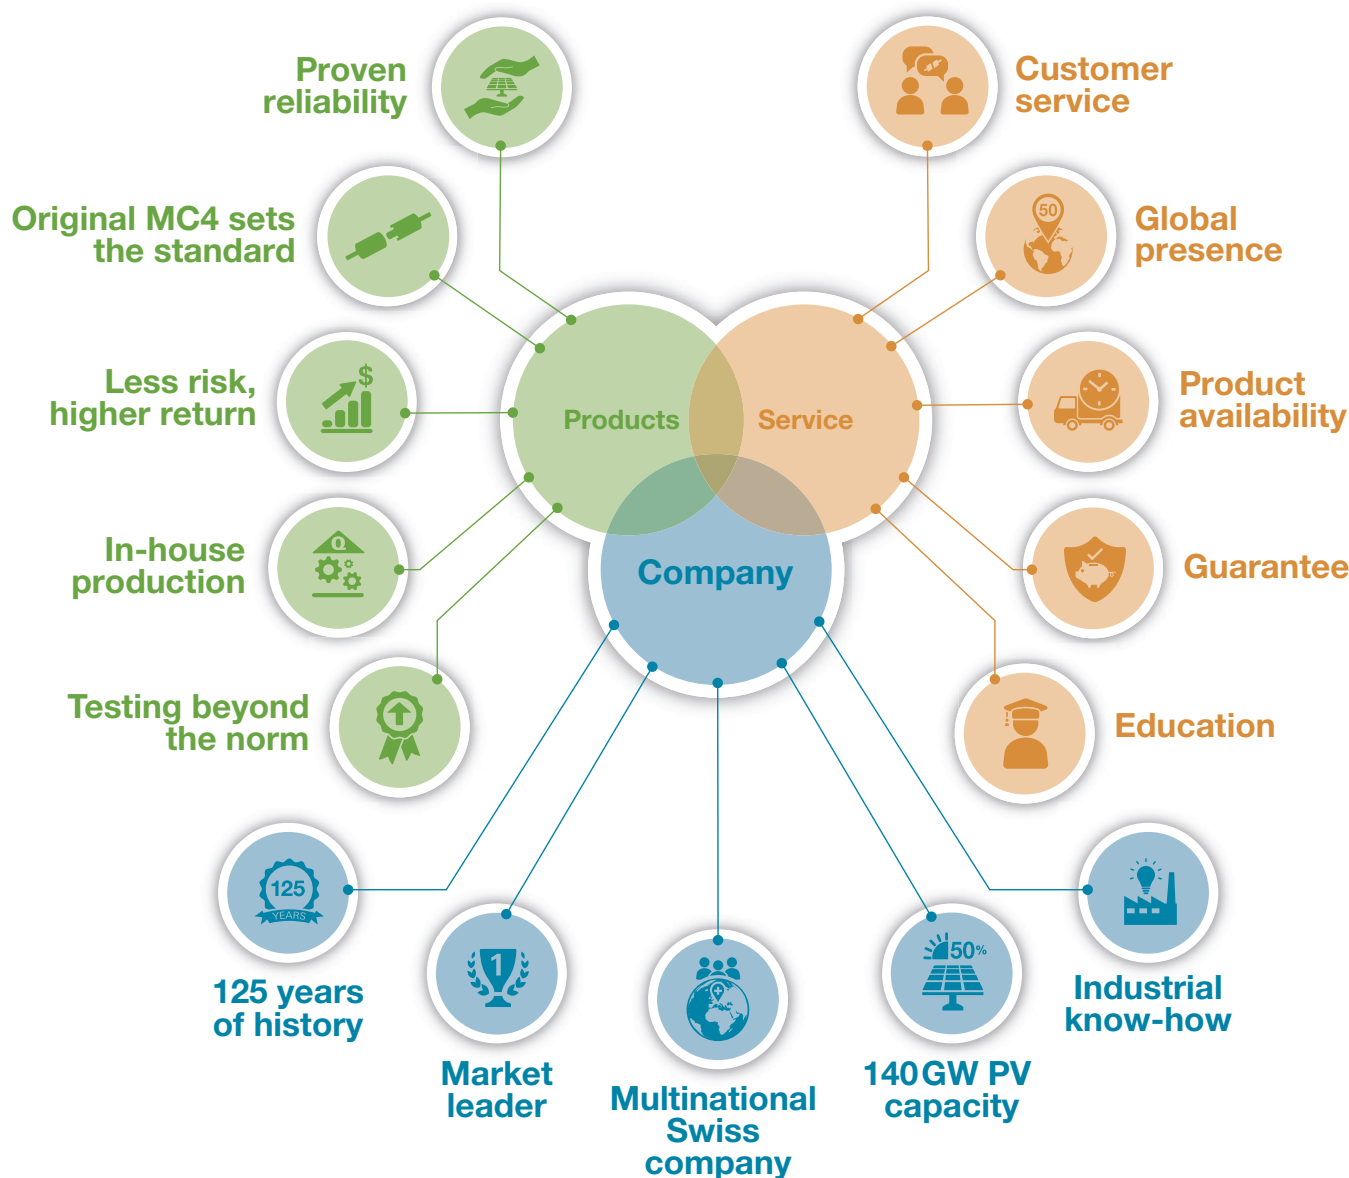 Proven
reliability
Customer
service
Original MC4 sets
the standard
50
Global
presence
Less risk,
higher return
$
Products
Service
Product
availability
In-house
production
Q
Company
Guarantee
Testing beyond
the norm
Education
125
YEARS
125 years
of history
1
Market
leader
Multinational
Swiss
company
50%
140 GW PV
capacity
Industrial
know-how